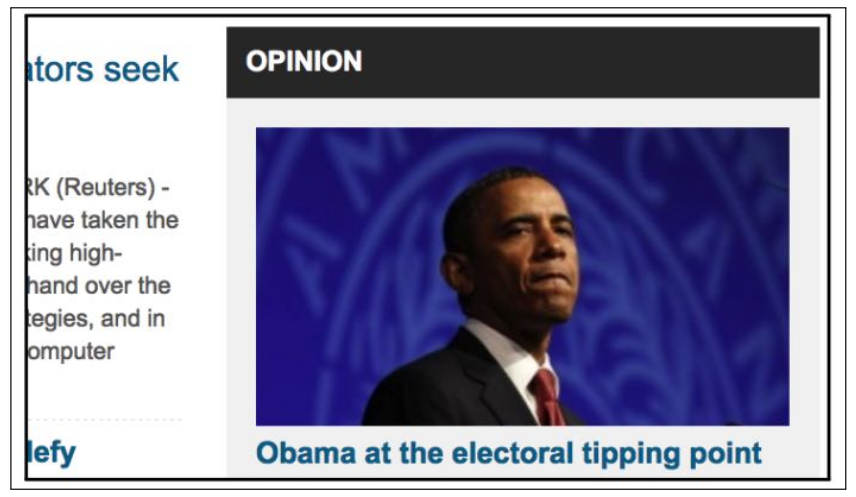 ators seek
RK (Reuters) -
have taken the
king high-
hand over the
tegies, and in
omputer
defy
OPINION
Obama at the electoral tipping point